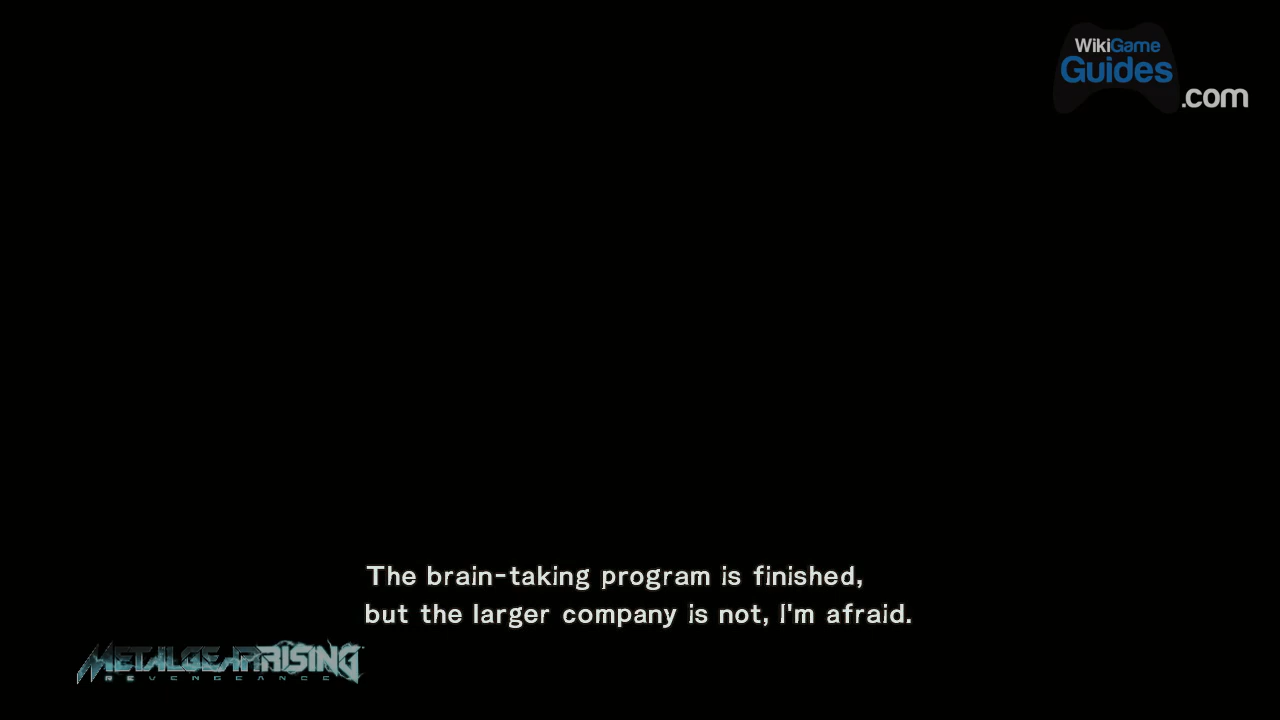 WikiGame
Guides
.com
The brain-taking program is finished,
but the larger company is not, I'm afraid.
METAL GEAR RISING
REVENGEANCE